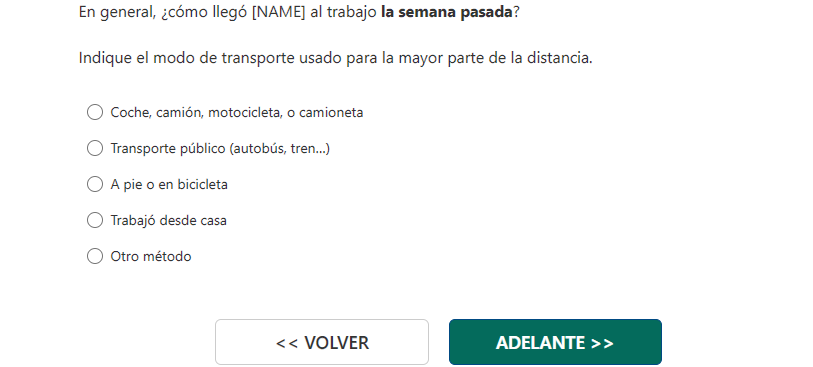 En general, ¿cómo llegó [NAME] al trabajo la semana pasada?
Indique el modo de transporte usado para la mayor parte de la distancia.
Coche, camión, motocicleta, o camioneta
Transporte público (autobús, tren...)
A pie o en bicicleta
Trabajó desde casa
Otro método
<< VOLVER
ADELANTE >>